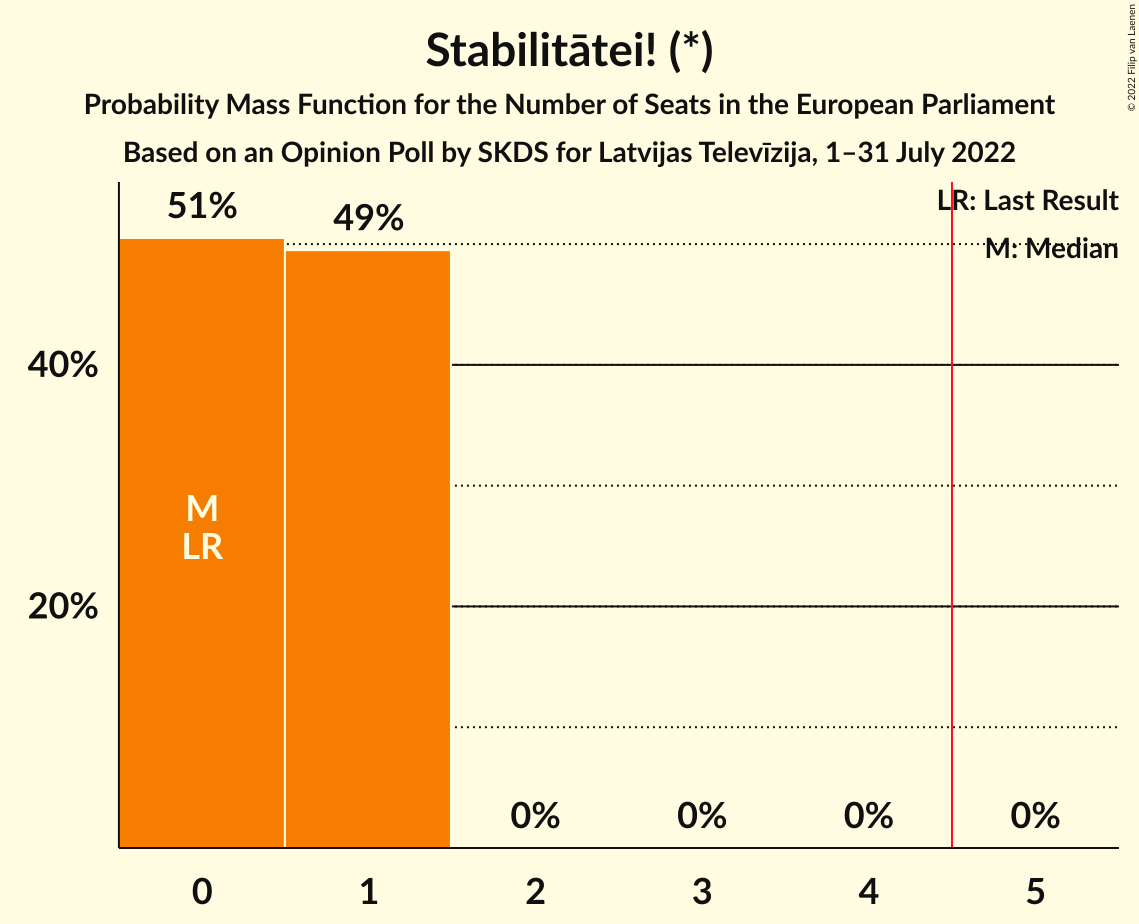 Stabilitātei! (*)
Probability Mass Function for the Number of Seats in the European Parliament
Based on an Opinion Poll by SKDS for Latvijas Televīzija, 1–31 July 2022
© 2022 Filip van Laenen
LR: Last Result
M: Median
51%
49%
40%
20%
M
LR
0%
0%
0%
0%
0
1
2
3
4
5